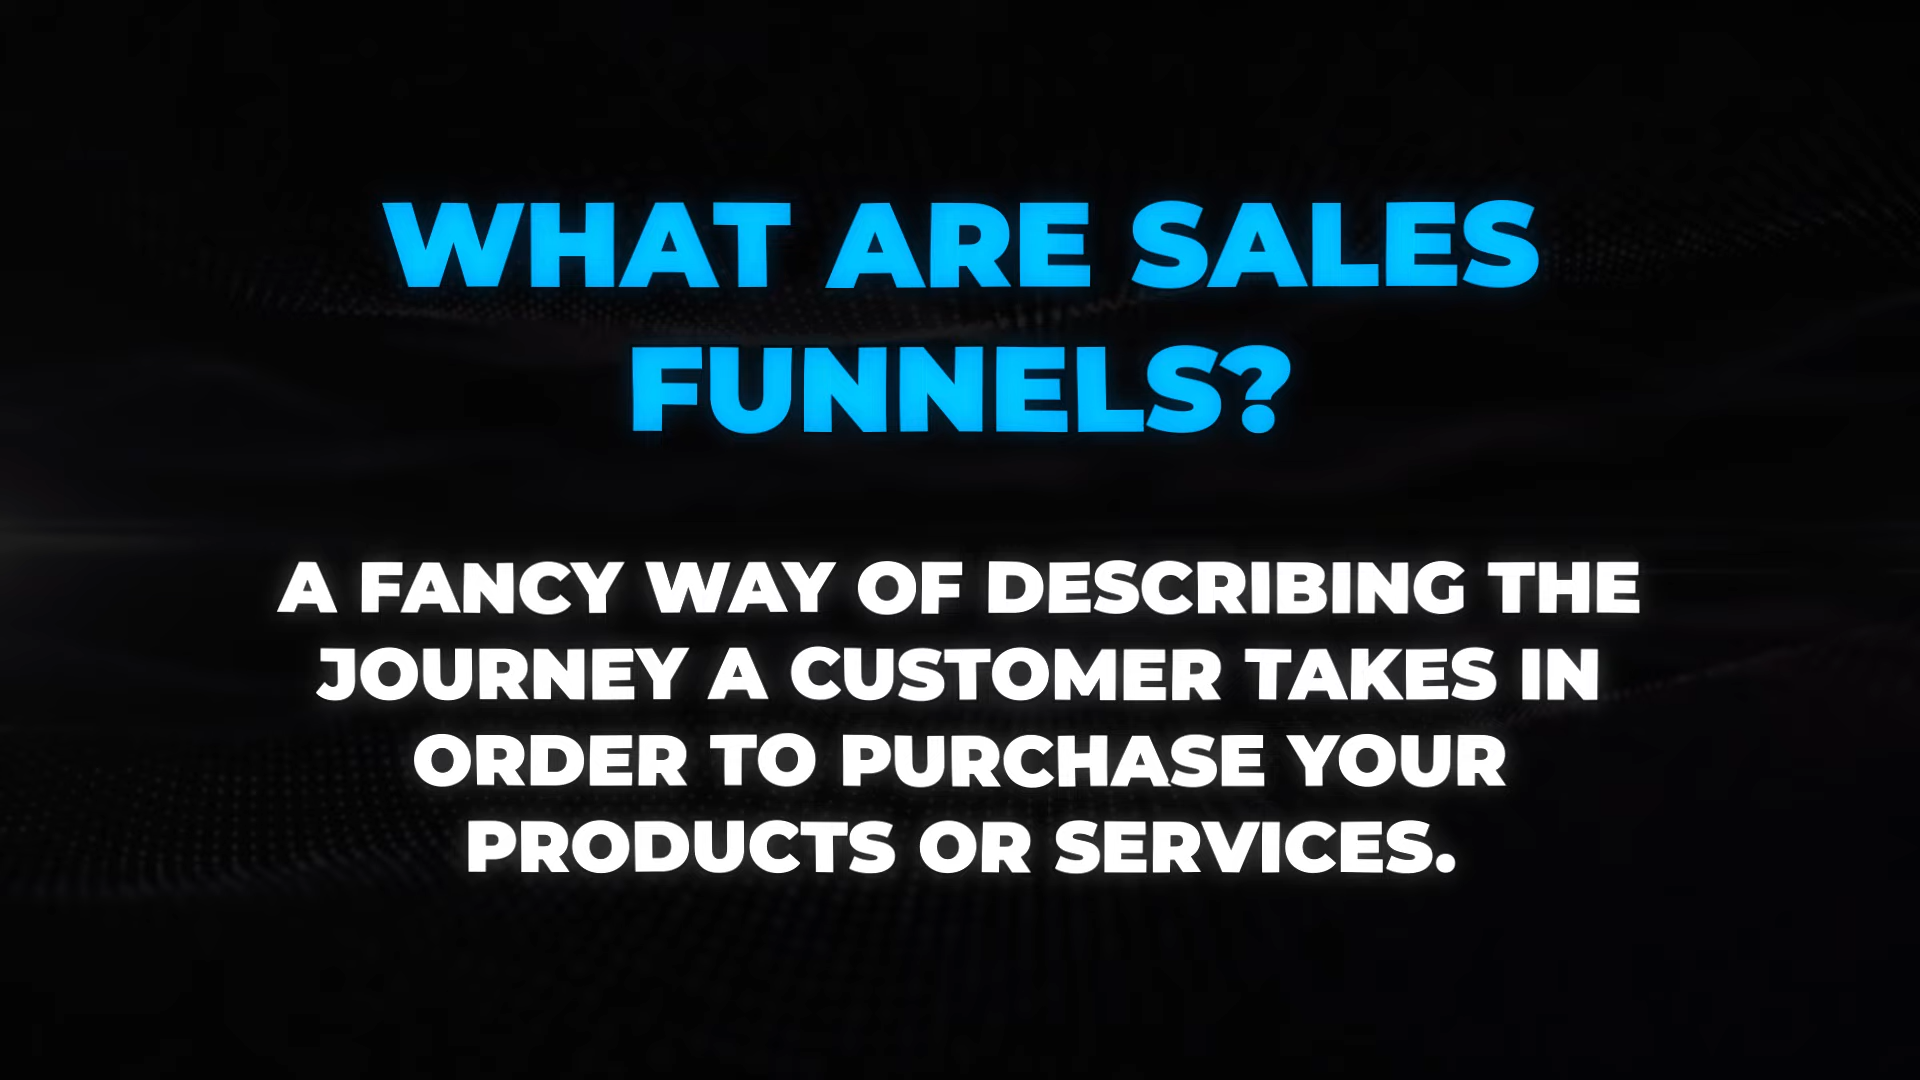 WHAT ARE SALES
FUNNELS?
A FANCY WAY OF DESCRIBING THE
JOURNEY A CUSTOMER TAKES IN
ORDER TO PURCHASE YOUR
PRODUCTS OR SERVICES.